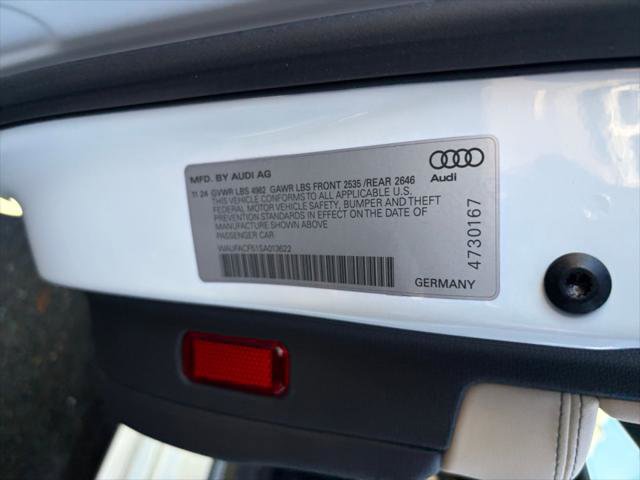 MFD. BY AUDI AG
11 24 GVWR LBS 4982 GAWR LBS FRONT 2535 /REAR 2646
THIS VEHICLE CONFORMS TO ALL APPLICABLE U.S.
FEDERAL MOTOR VEHICLE SAFETY, BUMPER AND THEFT
PREVENTION STANDARDS IN EFFECT ON THE DATE OF
MANUFACTURE SHOWN ABOVE
PASSENGER CAR
WAUFACF51SA013622
GERMANY
Audi
4730167